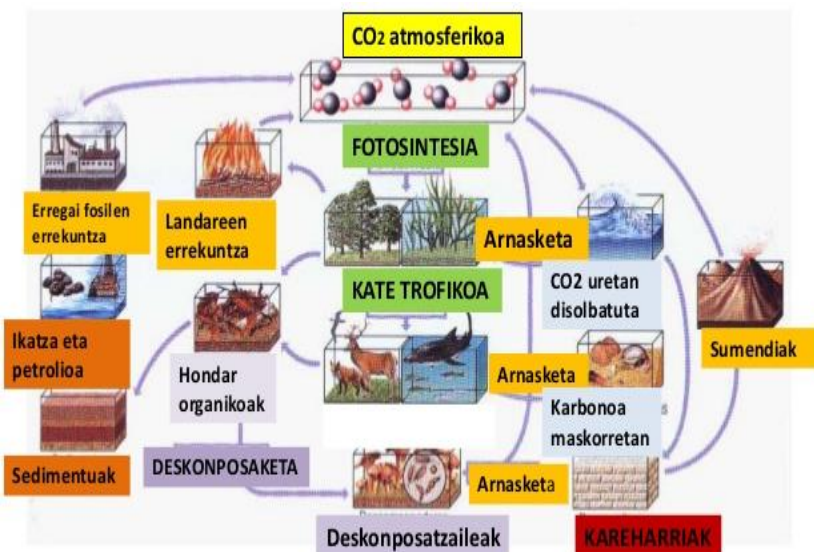 CO2 atmosferikoa
FOTOSINTESIA
Erregai fosilen
errekuntza
Landareen
errekuntza
Arnasketa
CO2 uretan
disolbatuta
KATE TROFIKOA
Ikatza eta
petrolioa
Hondar
organikoak
Arnasketa
Karbonoa
maskorretan
Sumendiak
Sedimentuak
DESKONPOSAKETA
Arnasketa
Deskonposatzaileak
KAREHARRIAK